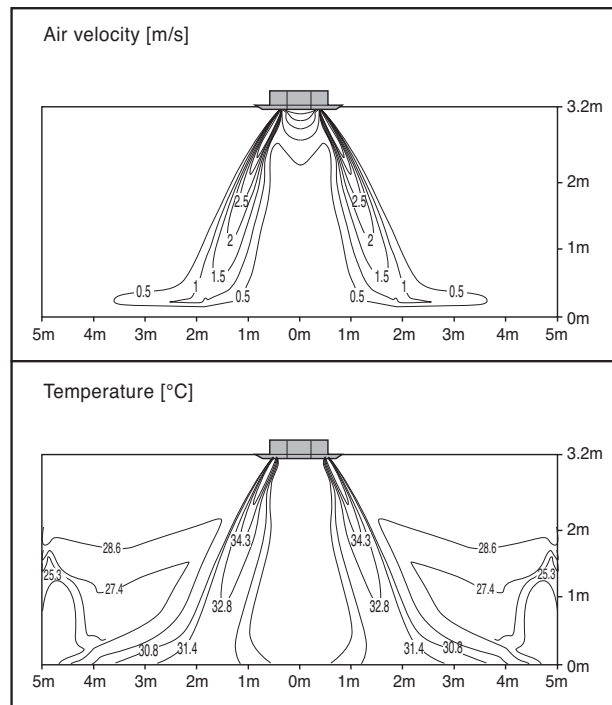 Air velocity [m/s]
3.2m
2m
2.5 2.5
2 2
1m
1.5 1.5
1 1
0.5 0.5 0.5 0.5
0m
5m 4m 3m 2m 1m 0m 1m 2m 3m 4m 5m
Temperature [°C]
3.2m
2m
34.3 34.3
28.6 28.6
25.3 25.3
27.4 27.4
32.8 32.8
1m
30.8 31.4 31.4 30.8
0m
5m 4m 3m 2m 1m 0m 1m 2m 3m 4m 5m